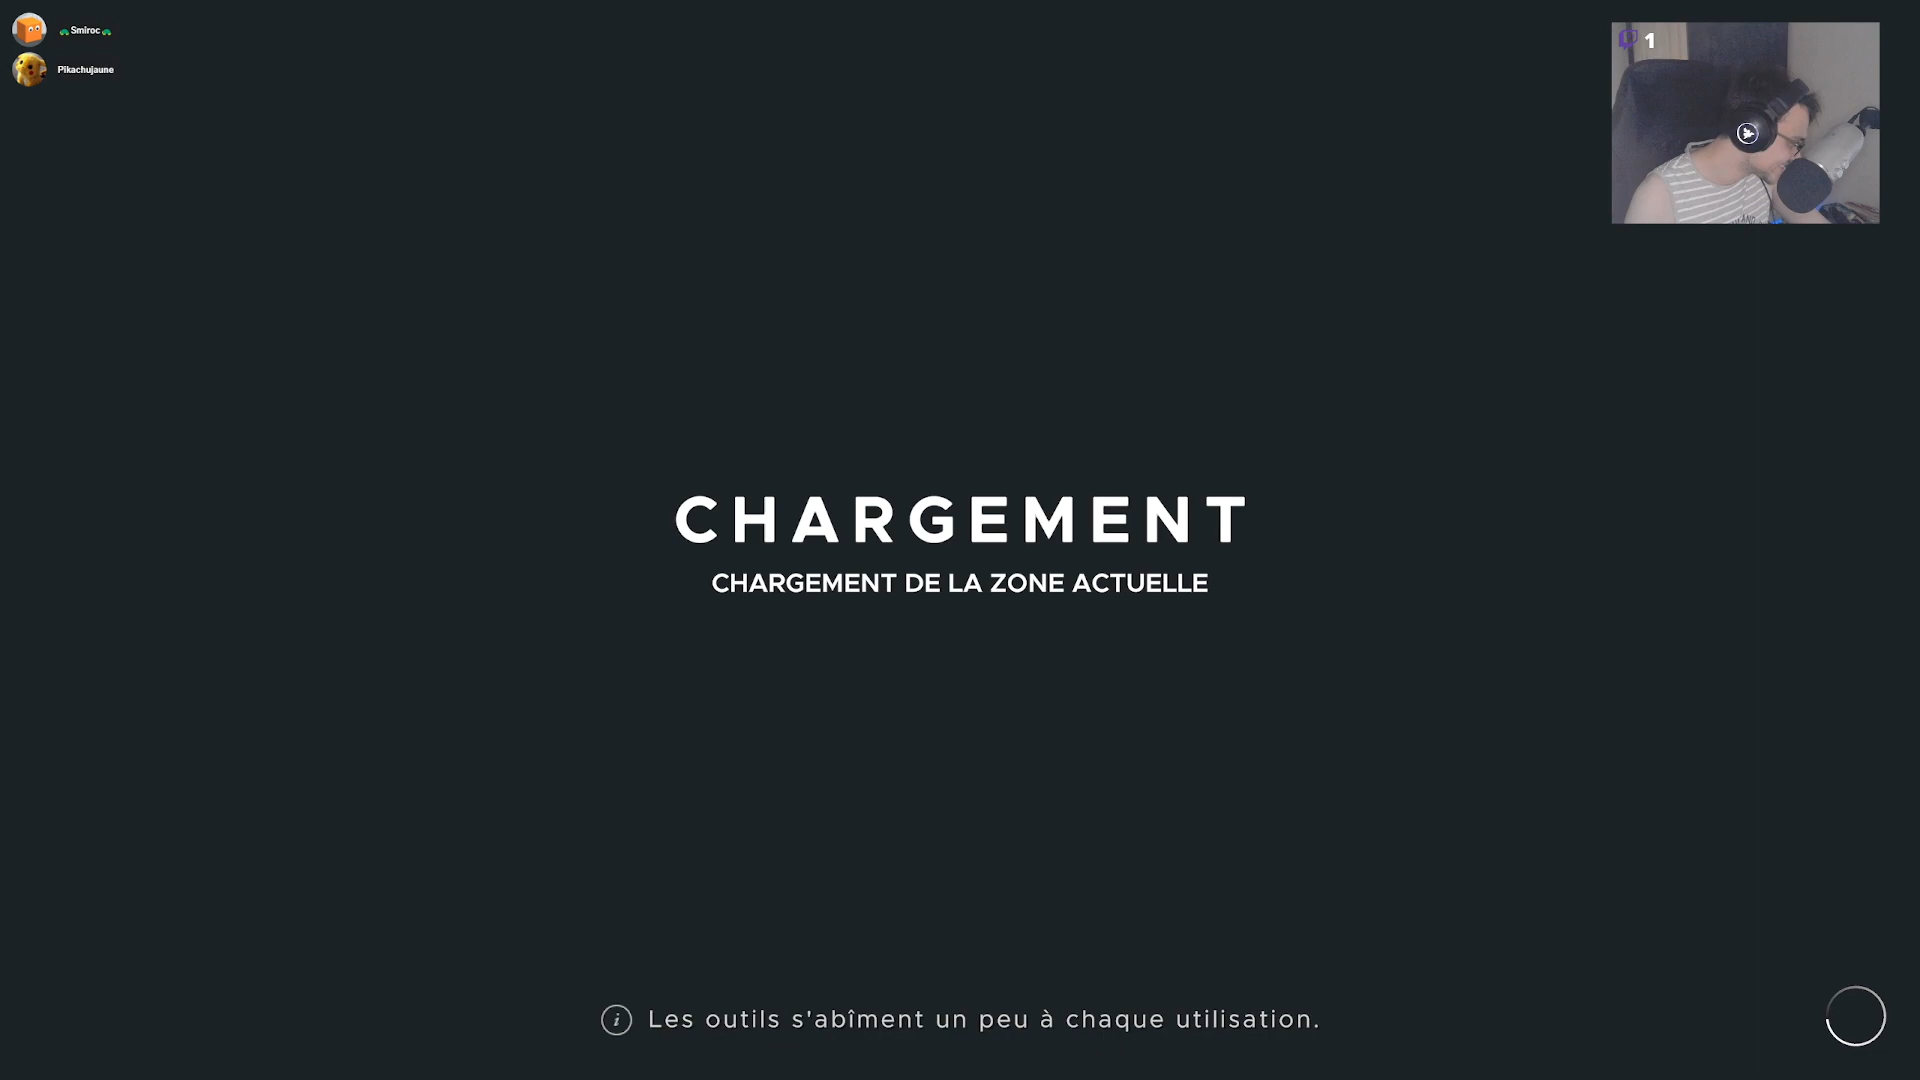 Smiroc
Pikachujaune
1
CHARGEMENT
CHARGEMENT DE LA ZONE ACTUELLE
Les outils s'abîment un peu à chaque utilisation.